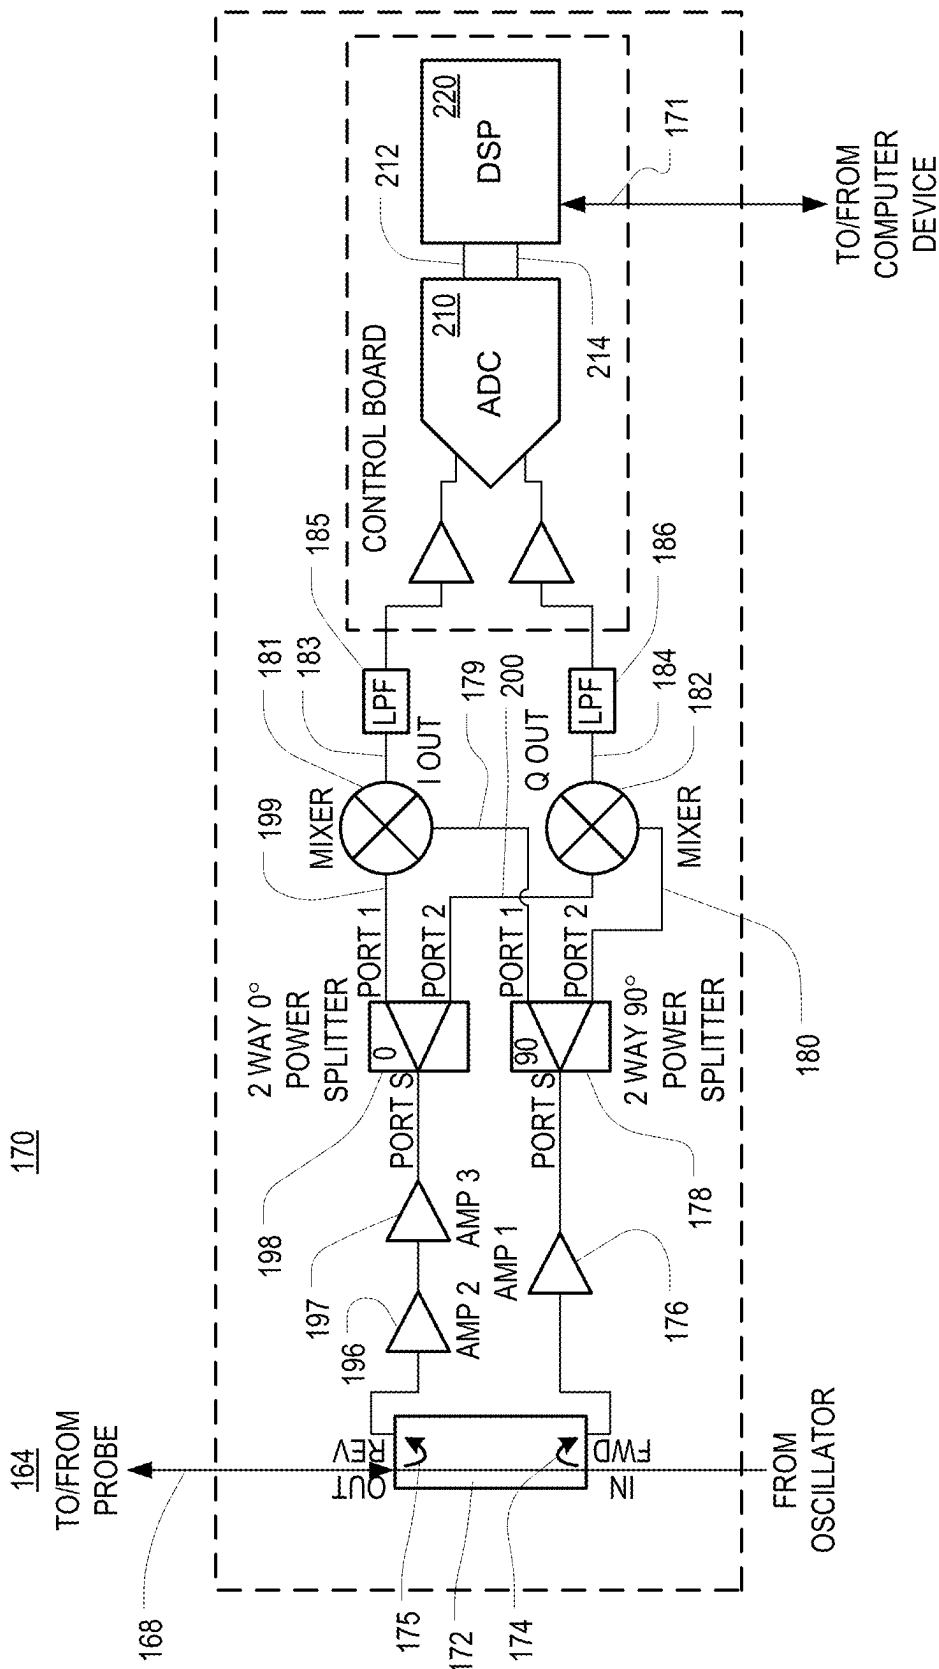 170
164
TO/FROM
PROBE
168
175
172
174
OUT
REV
IN
FWD
FROM
OSCILLATOR
196
197
AMP 2
AMP 3
AMP 1
176
198
2 WAY 0°
POWER
SPLITTER
0
PORT S
PORT 1
PORT 2
178
2 WAY 90°
POWER
SPLITTER
90
PORT S
PORT 1
PORT 2
180
199
MIXER
181
183
I OUT
179
200
Q OUT
MIXER
182
184
LPF
185
LPF
186
CONTROL BOARD
ADC
210
212
214
DSP
220
171
TO/FROM
COMPUTER
DEVICE